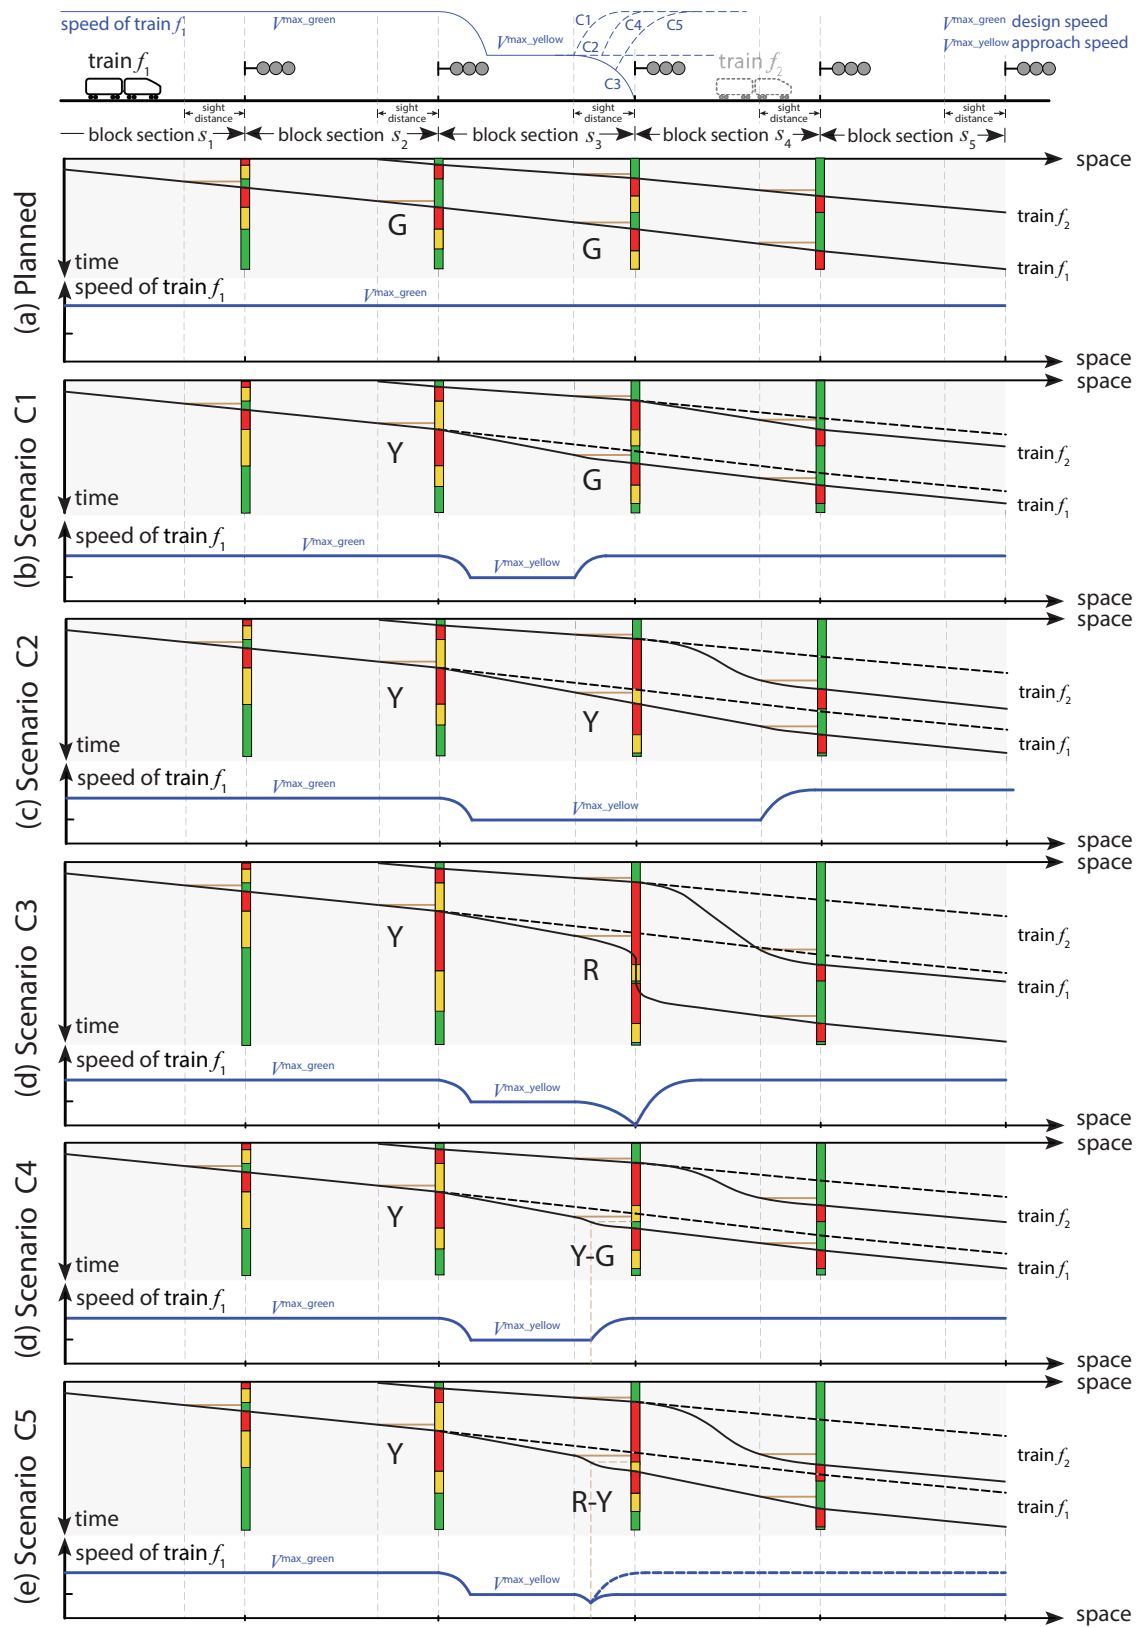 speed of train f1 Vmax_green C1 C4 C5 Vmax_green design speed
Vmax_yellow C2 Vmax_yellow approach speed
train f1 train f2
C3
sight distance sight distance sight distance sight distance sight distance
block section s1 block section s2 block section s3 block section s4 block section s5
(a) Planned
space
G
G
train f2
time
train f1
speed of train f1 Vmax_green
space
(b) Scenario C1
space
Y
G
train f2
time
train f1
speed of train f1 Vmax_green
Vmax_yellow
space
(c) Scenario C2
space
Y
Y
train f2
time
train f1
speed of train f1 Vmax_green
Vmax_yellow
space
(d) Scenario C3
space
Y
R
train f2
train f1
time
speed of train f1 Vmax_green
Vmax_yellow
space
(d) Scenario C4
space
Y
train f2
Y-G
time
train f1
speed of train f1 Vmax_green
Vmax_yellow
space
(e) Scenario C5
space
Y
train f2
R-Y
train f1
time
speed of train f1 Vmax_green
Vmax_yellow
space